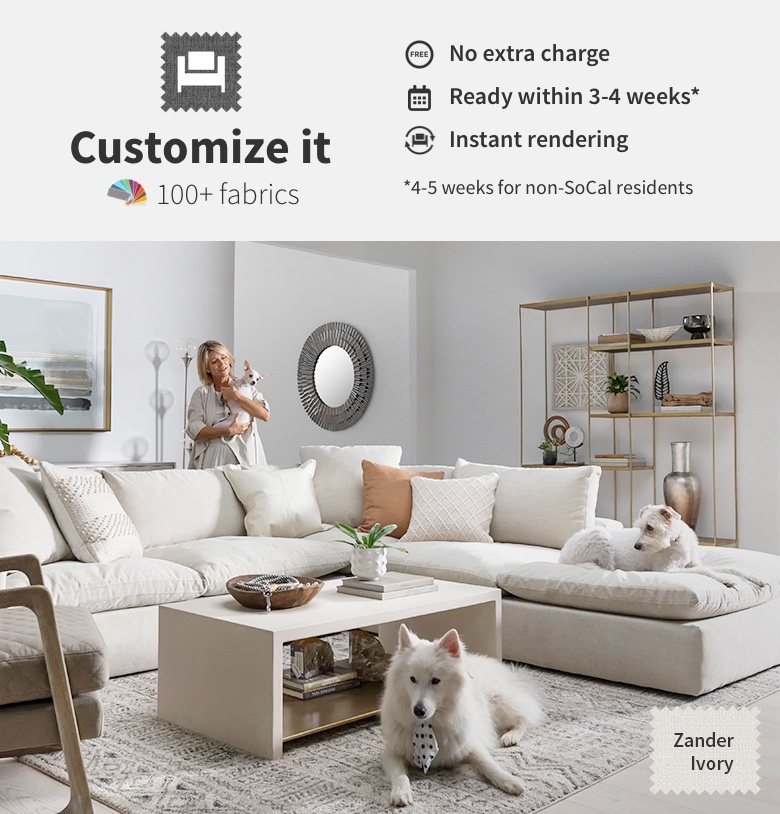 Customize it
100+ fabrics
FREE
No extra charge
Ready within 3-4 weeks*
Instant rendering
*4-5 weeks for non-SoCal residents
Zander
Ivory